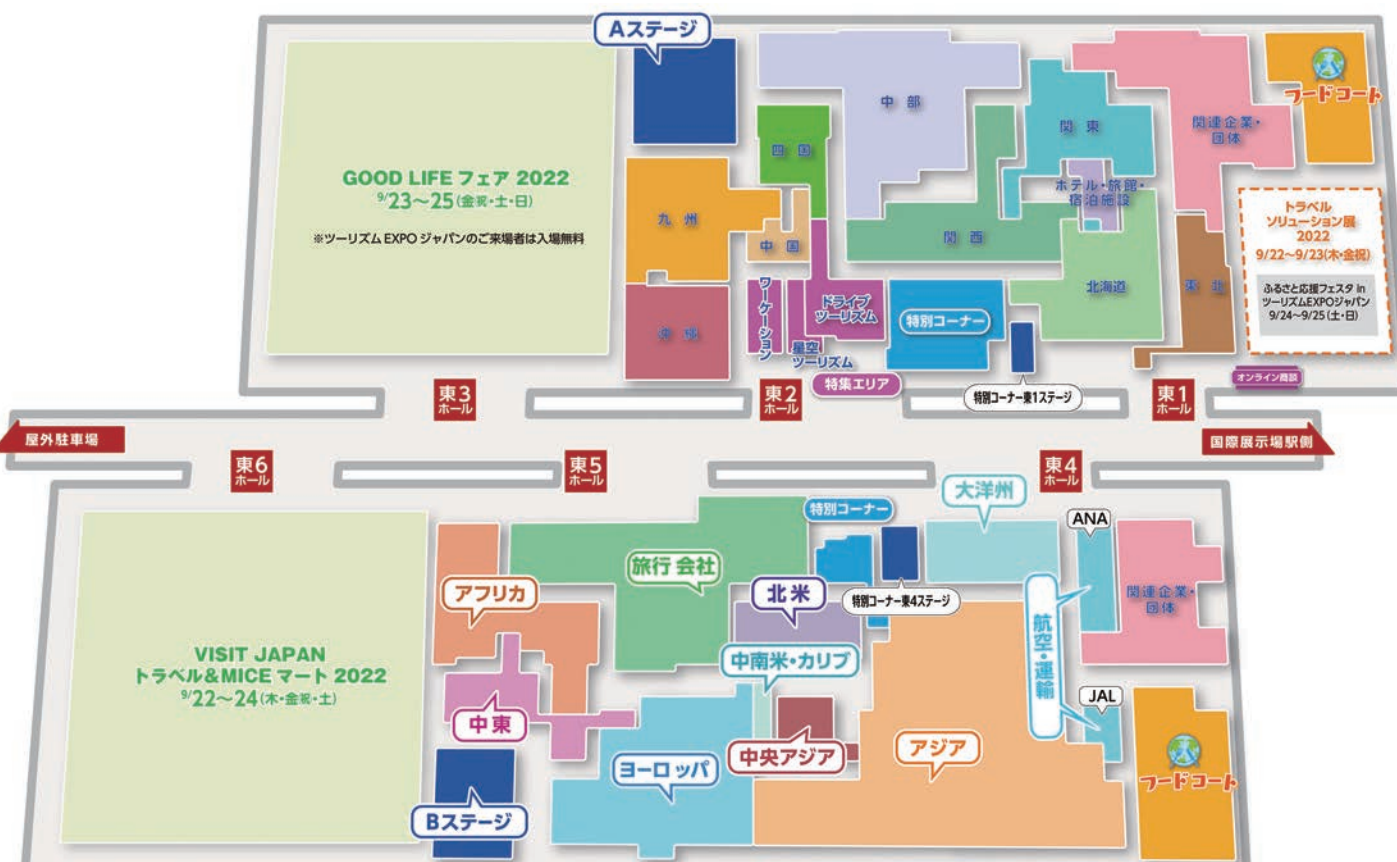 Aステージ
フードコート
中部
関東
関連企業・
団体
四国
ホテル・旅館・
宿泊施設
GOOD LIFE フェア 2022
9/23～25(金祝・土・日)
※ツーリズムEXPOジャパンのご来場者は入場無料
九州
中国
関西
トラベル
ソリューション展
2022
9/22～9/23(木・金祝)
北海道
東北
ふるさと応援フェスタ in
ツーリズムEXPOジャパン
9/24～9/25(土・日)
沖縄
ワーケーション
星空
ツーリズム
ドライブ
ツーリズム
特別コーナー
特集エリア
特別コーナー東1ステージ
オンライン商談
東3
ホール
東2
ホール
東1
ホール
屋外駐車場
国際展示場駅側
東6
ホール
東5
ホール
東4
ホール
大洋州
特別コーナー
ANA
旅行会社
アフリカ
北米
特別コーナー東4ステージ
航空・運輸
関連企業・
団体
VISIT JAPAN
トラベル&MICEマート 2022
9/22～24(木・金祝・土)
中南米・カリブ
JAL
中東
ヨーロッパ
中央アジア
アジア
フードコート
Bステージ